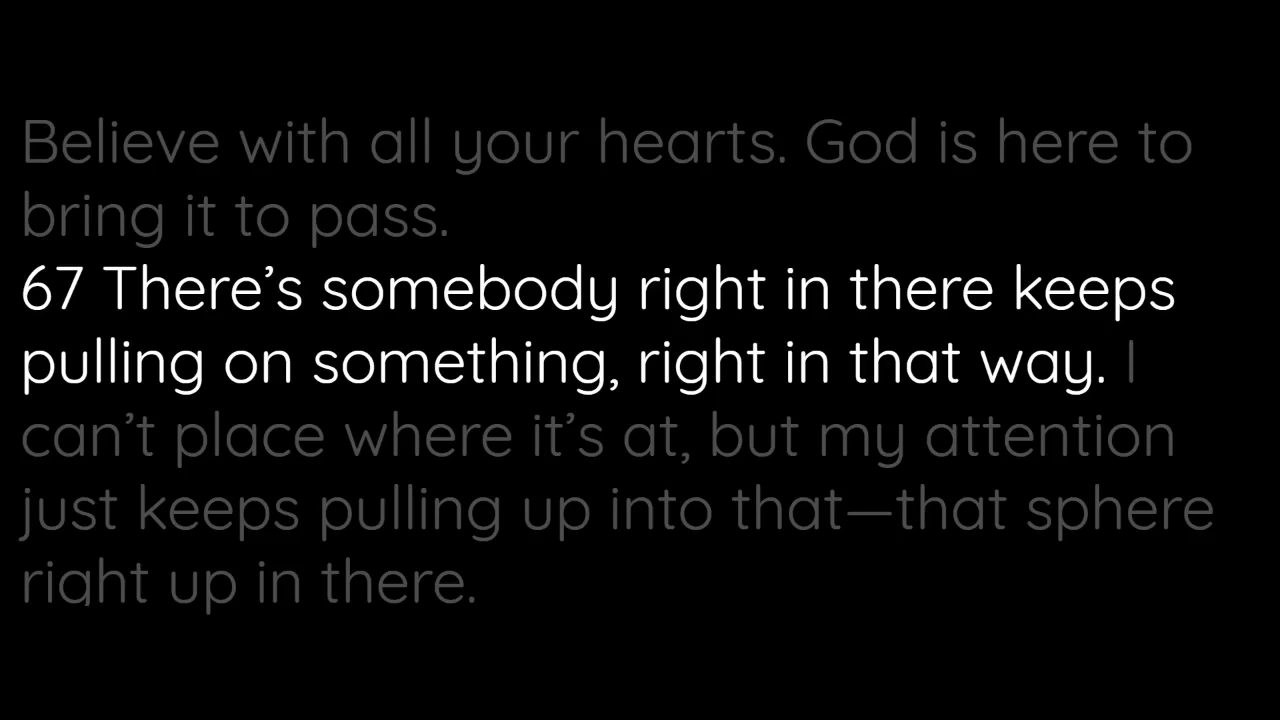 Believe with all your hearts. God is here to
bring it to pass.
67 There’s somebody right in there keeps
pulling on something, right in that way. I
can’t place where it’s at, but my attention
just keeps pulling up into that—that sphere
right up in there.